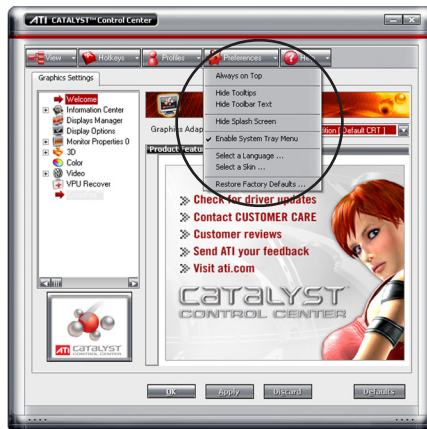 ATI CATALYST™ Control Center
View
Hotkeys
Profiles
Preferences
Graphics Settings
Always on Top
Hide Tooltips
Hide Toolbar Text
Hide Splash Screen
Enable System Tray Menu
Select a Language ...
Select a Skin ...
Restore Factory Defaults ...
Welcome
Information Center
Displays Manager
Display Options
Monitor Properties 0
3D
Color
Video
VPU Recover
Graphics Adap
[Default CRT ]
Product Featu
Check for driver updates
Contact CUSTOMER CARE
Customer reviews
Send ATI your feedback
Visit ati.com
CATALYST
CONTROL CENTER
ATI CATALYST
CONTROL CENTER
OK
Apply
Discard
Defaults